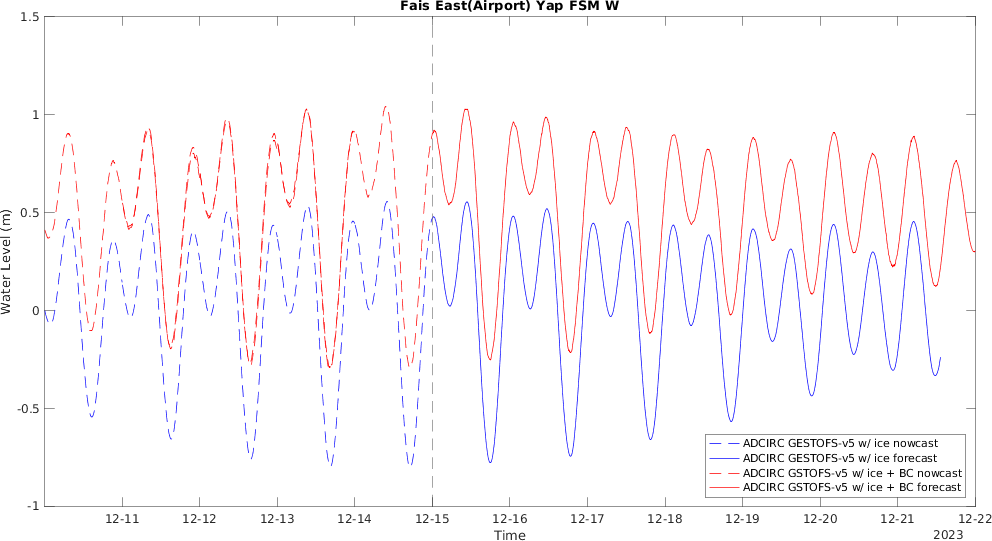 Fais East(Airport) Yap FSM W
1.5
1
0.5
0
-0.5
-1
Water Level (m)
12-11
12-12
12-13
12-14
12-15
12-16
12-17
12-18
12-19
12-20
12-21
12-22
Time
2023
ADCIRC GESTOFS-v5 w/ ice nowcast
ADCIRC GESTOFS-v5 w/ ice forecast
ADCIRC GSTOFS-v5 w/ ice + BC nowcast
ADCIRC GSTOFS-v5 w/ ice + BC forecast